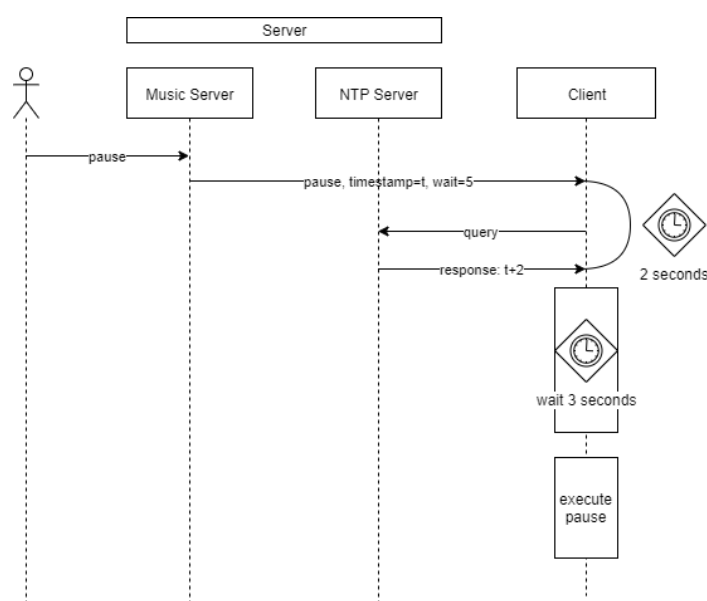 Server
Music Server
NTP Server
Client
pause
pause, timestamp=t, wait=5
query
response: t+2
2 seconds
wait 3 seconds
execute
pause